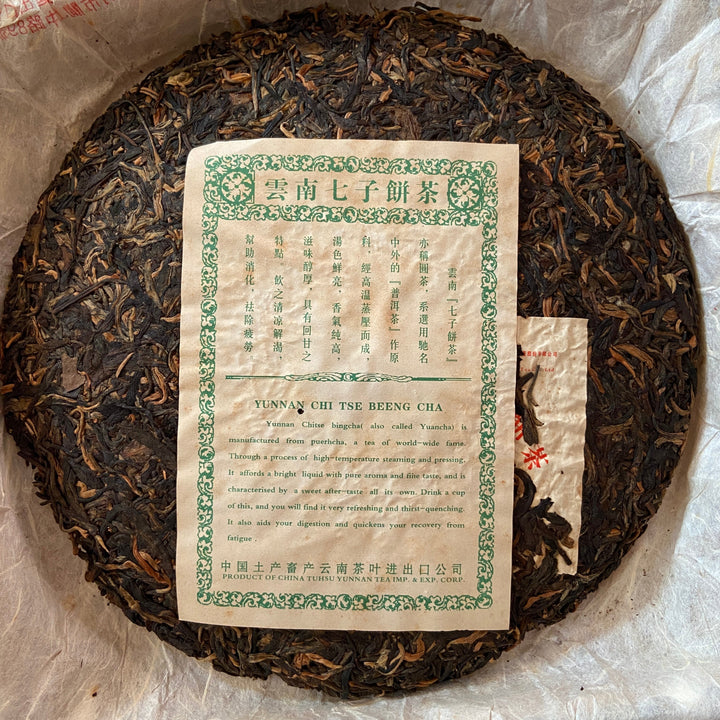 雲南七子餅茶
雲南『七子餅茶』
亦稱圓茶，系選用馳名
中外的『普洱茶』作原
料，經高溫蒸壓而成，
湯色鮮亮，香氣純高，
滋味醇厚，具有回甘之
特點，飲之清凉解渴，
幫助消化，祛除疲勞
YUNNAN CHI TSE BEENG CHA
Yunnan Chitse bingcha( also called Yuancha) is
manufactured from puerhcha, a tea of world-wide fame.
Through a process of high-temperature steaming and pressing.
It affords a bright liquid with pure aroma and fine taste, and is
characterised by a sweet after-taste all its own. Drink a cup
of this, and you will find it very refreshing and thirst-quenching.
It also aids your digestion and quickens your recovery from
fatigue .
中国土产畜产云南茶叶进出口公司
PRODUCT OF CHINA TUHSU YUNNAN TEA IMP. & EXP. CORP.
茶